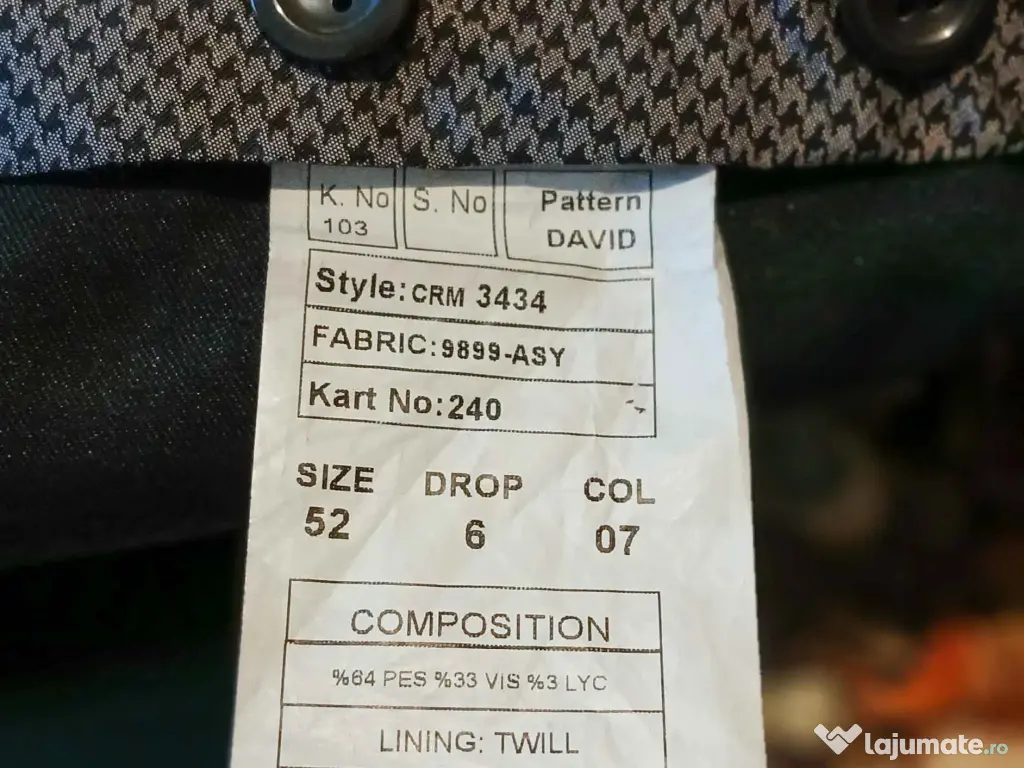 K. No S. No Pattern
103 DAVID
Style: CRM 3434
FABRIC: 9899-ASY
Kart No: 240
SIZE DROP COL
52 6 07
COMPOSITION
%64 PES %33 VIS %3 LYC
LINING: TWILL
lajumate.ro